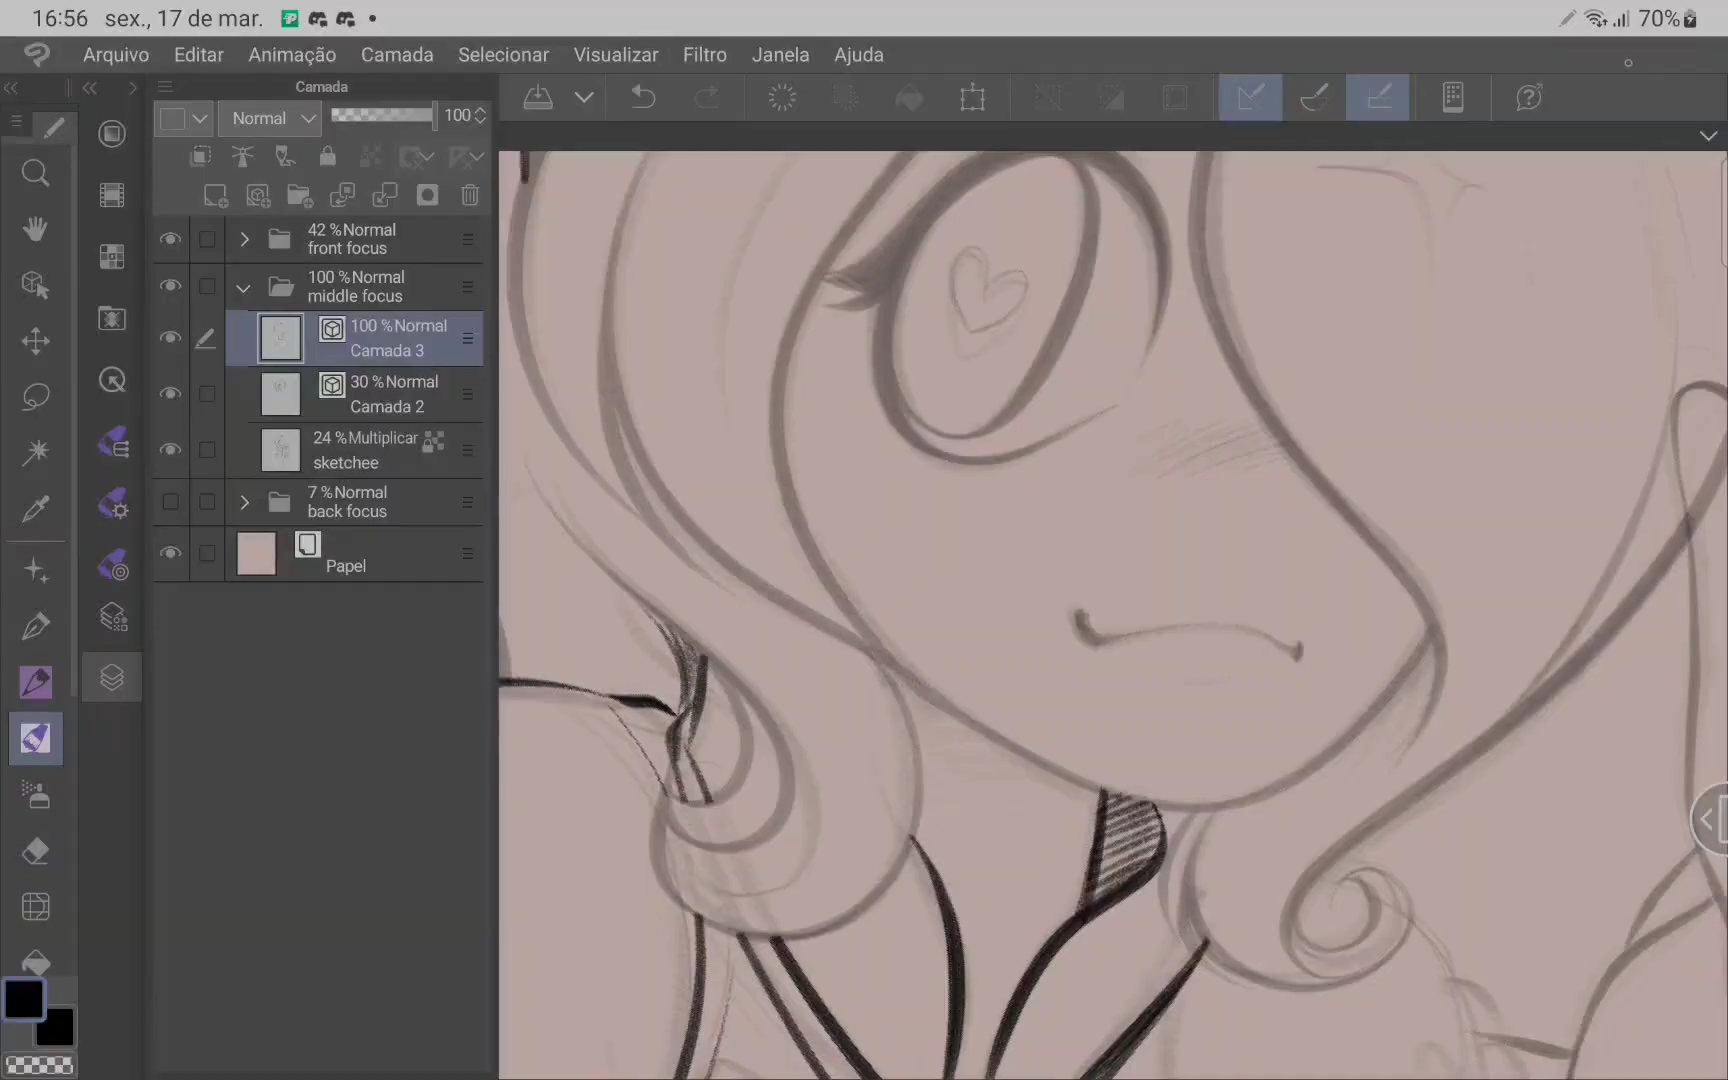 16:56 sex., 17 de mar.
70%
Arquivo Editar Animação Camada Selecionar Visualizar Filtro Janela Ajuda
Camada
Normal 100
42 %Normal
front focus
100 %Normal
middle focus
100 %Normal
Camada 3
30 %Normal
Camada 2
24 %Multiplicar
sketchee
7 %Normal
back focus
Papel